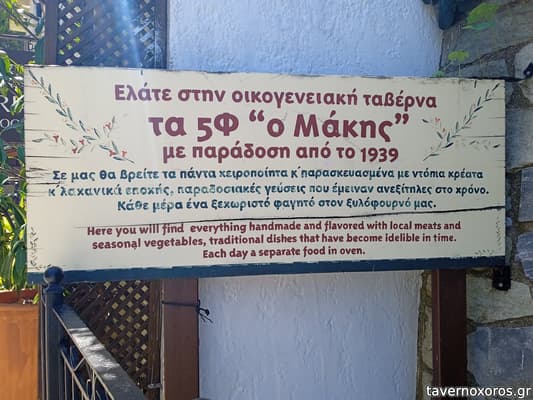 Ελάτε στην οικογενειακή ταβέρνα
τα 5Φ “ο Μάκης”
με παράδοση από το 1939
Σε μας θα βρείτε τα πάντα χειροποίητα κ'παρασκευασμένα με ντόπια κρέατα
κ'λαχανικά εποχής, παραδοσιακές γεύσεις που έμειναν ανεξίτηλες στο χρόνο.
Κάθε μέρα ένα ξεχωριστό φαγητό στον ξυλόφουρνό μας.
Here you will find everything handmade and flavored with local meats and
seasonal vegetables, traditional dishes that have become idelible in time.
Each day a separate food in oven.
tavernoxoros.gr